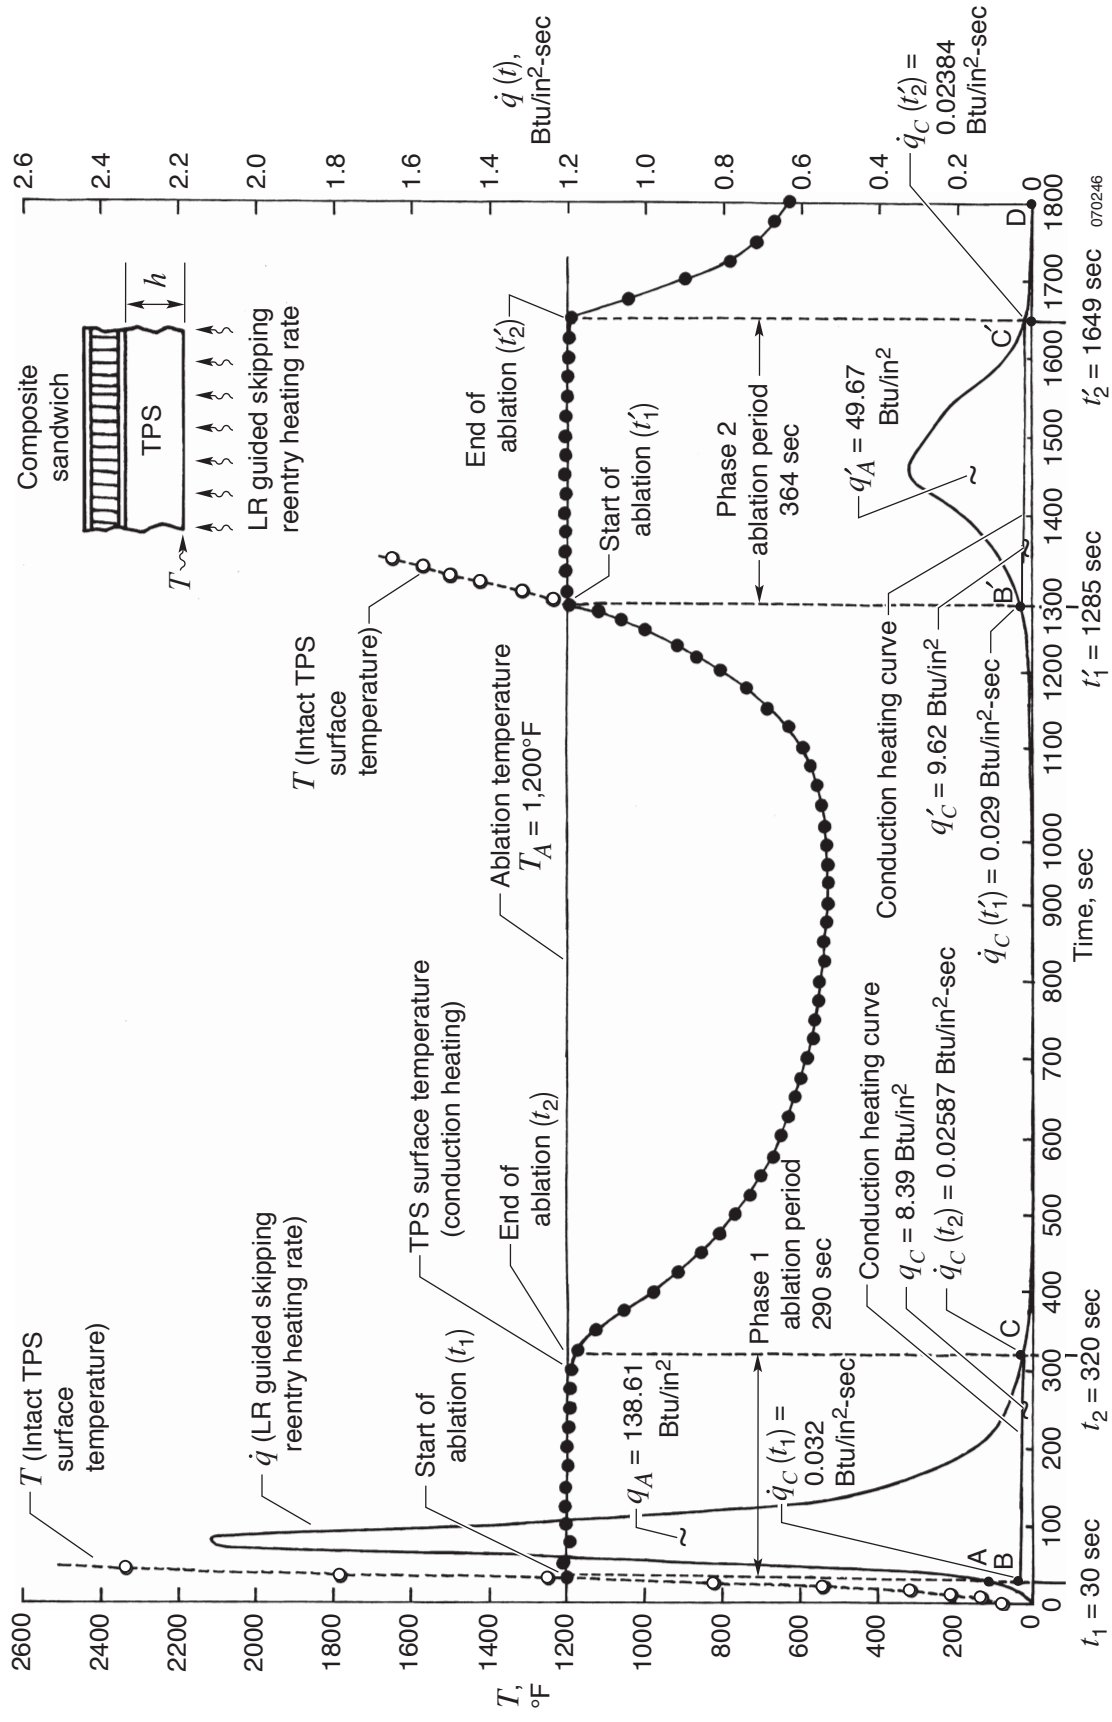 Composite
sandwich
TPS
h
T
LR guided skipping
reentry heating rate
T (Intact TPS
surface
temperature)
q̇ (LR guided skipping
reentry heating rate)
Start of
ablation (t₁)
TPS surface temperature
(conduction heating)
End of
ablation (t₂)
Ablation temperature
T_A = 1,200°F
T (Intact TPS
surface
temperature)
Start of
ablation (t′₁)
End of
ablation (t′₂)
q_A = 138.61
Btu/in²
q̇_C (t₁) =
0.032
Btu/in²-sec
Phase 1
ablation period
290 sec
Conduction heating curve
q_C = 8.39 Btu/in²
q̇_C (t₂) = 0.02587 Btu/in²-sec
Phase 2
ablation period
364 sec
q′_A = 49.67
Btu/in²
Conduction heating curve
q′_C = 9.62 Btu/in²
q̇_C (t′₁) = 0.029 Btu/in²-sec
q̇_C (t′₂) =
0.02384
Btu/in²-sec
A
B
C
B′
C′
D
T,
°F
2600
2400
2200
2000
1800
1600
1400
1200
1000
800
600
400
200
0
q̇ (t),
Btu/in²-sec
2.6
2.4
2.2
2.0
1.8
1.6
1.4
1.2
1.0
0.8
0.6
0.4
0.2
0
0 100 200 300 400 500 600 700 800 900 1000 1100 1200 1300 1400 1500 1600 1700 1800
t₁ = 30 sec
t₂ = 320 sec
Time, sec
t′₁ = 1285 sec
t′₂ = 1649 sec
070246